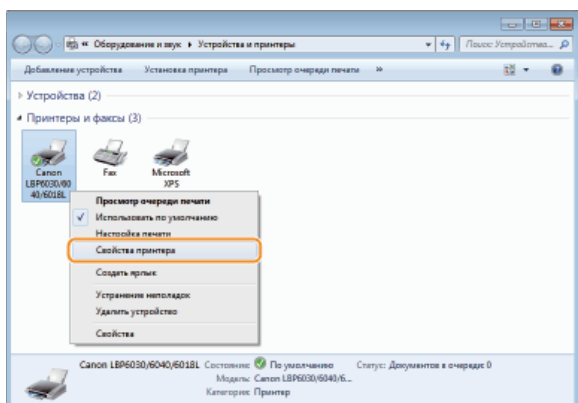 « Оборудование и звук ▸ Устройства и принтеры
Поиск: Устройства...
Добавление устройства Установка принтера Просмотр очереди печати »
Устройства (2)
Принтеры и факсы (3)
Canon LBP6030/6040/6018L
Fax
Microsoft XPS
Просмотр очереди печати
Использовать по умолчанию
Настройка печати
Свойства принтера
Создать ярлык
Устранение неполадок
Удалить устройство
Свойства
Canon LBP6030/6040/6018L Состояние: По умолчанию Статус: Документов в очереди: 0
Модель: Canon LBP6030/6040/6...
Категория: Принтер